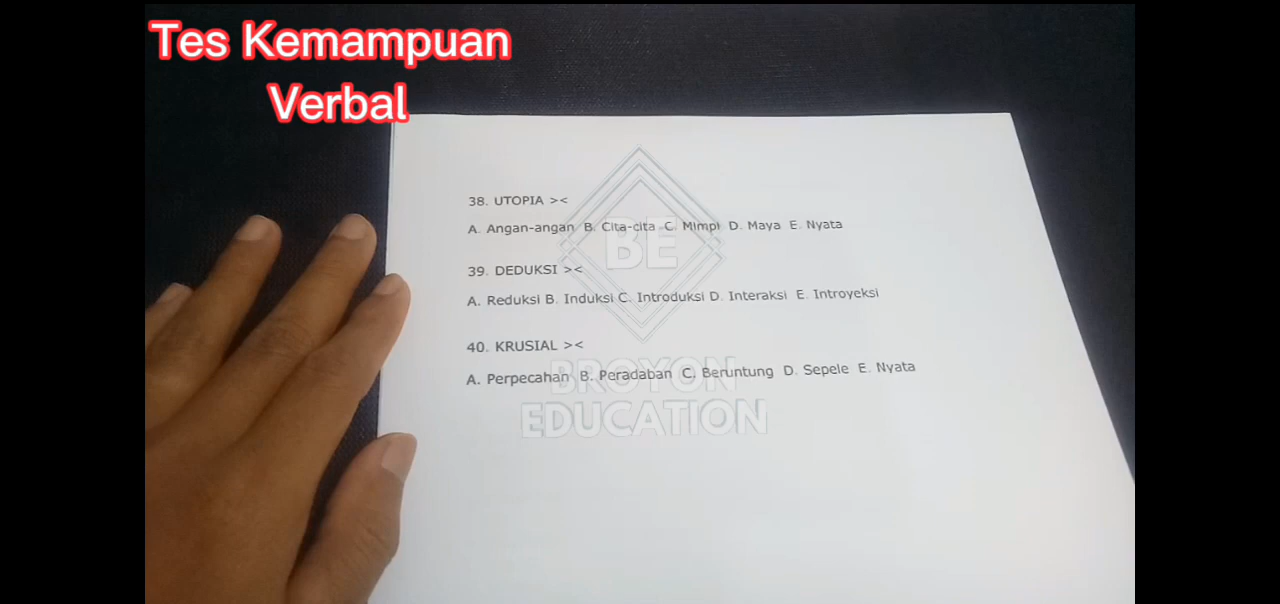 Tes Kemampuan
Verbal
38. UTOPIA ><
A. Angan-angan B. Cita-cita C. Mimpi D. Maya E. Nyata
39. DEDUKSI ><
A. Reduksi B. Induksi C. Introduksi D. Interaksi E. Introyeksi
40. KRUSIAL ><
A. Perpecahan B. Peradaban C. Beruntung D. Sepele E. Nyata
BE
BROYON
EDUCATION